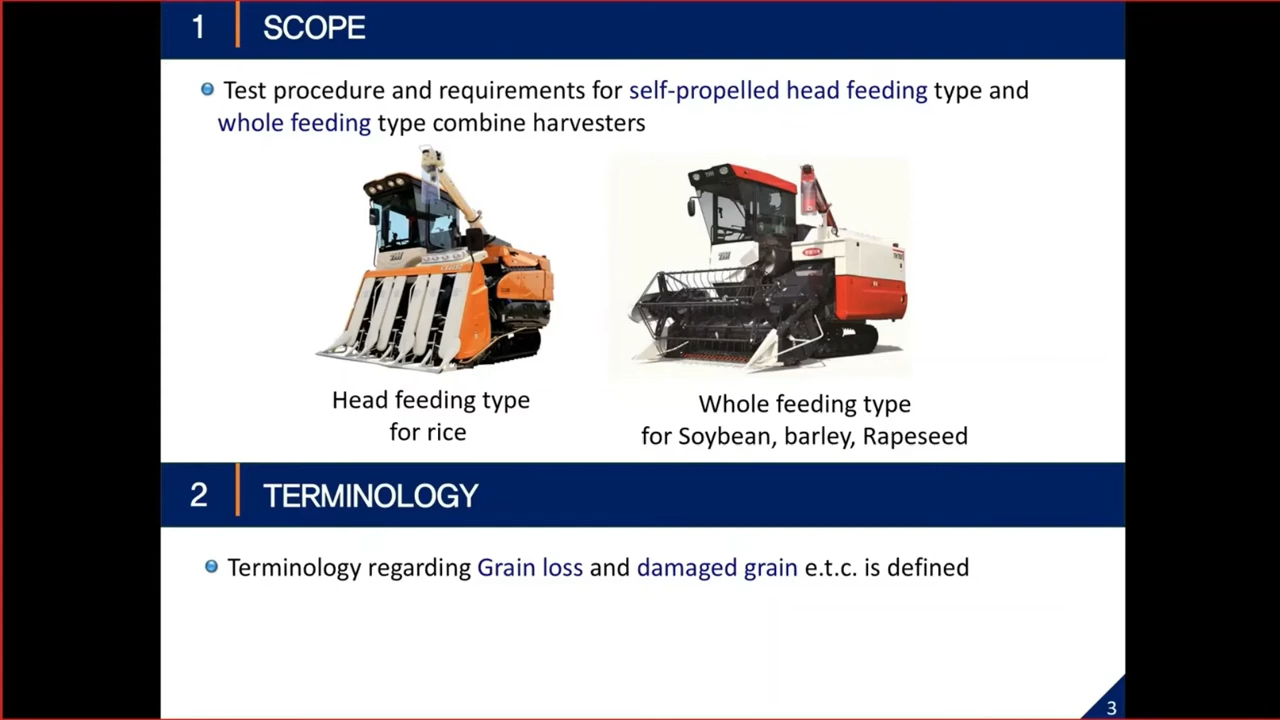 1 SCOPE
Test procedure and requirements for self-propelled head feeding type and
whole feeding type combine harvesters
Head feeding type
for rice
Whole feeding type
for Soybean, barley, Rapeseed
2 TERMINOLOGY
Terminology regarding Grain loss and damaged grain e.t.c. is defined
3